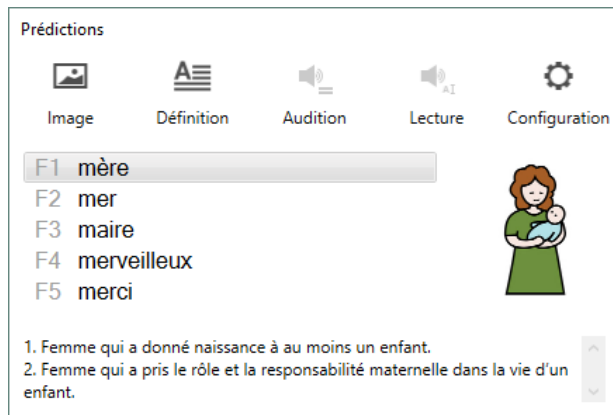 Prédictions
Image Définition Audition Lecture Configuration
F1 mère
F2 mer
F3 maire
F4 merveilleux
F5 merci
1. Femme qui a donné naissance à au moins un enfant.
2. Femme qui a pris le rôle et la responsabilité maternelle dans la vie d'un
enfant.